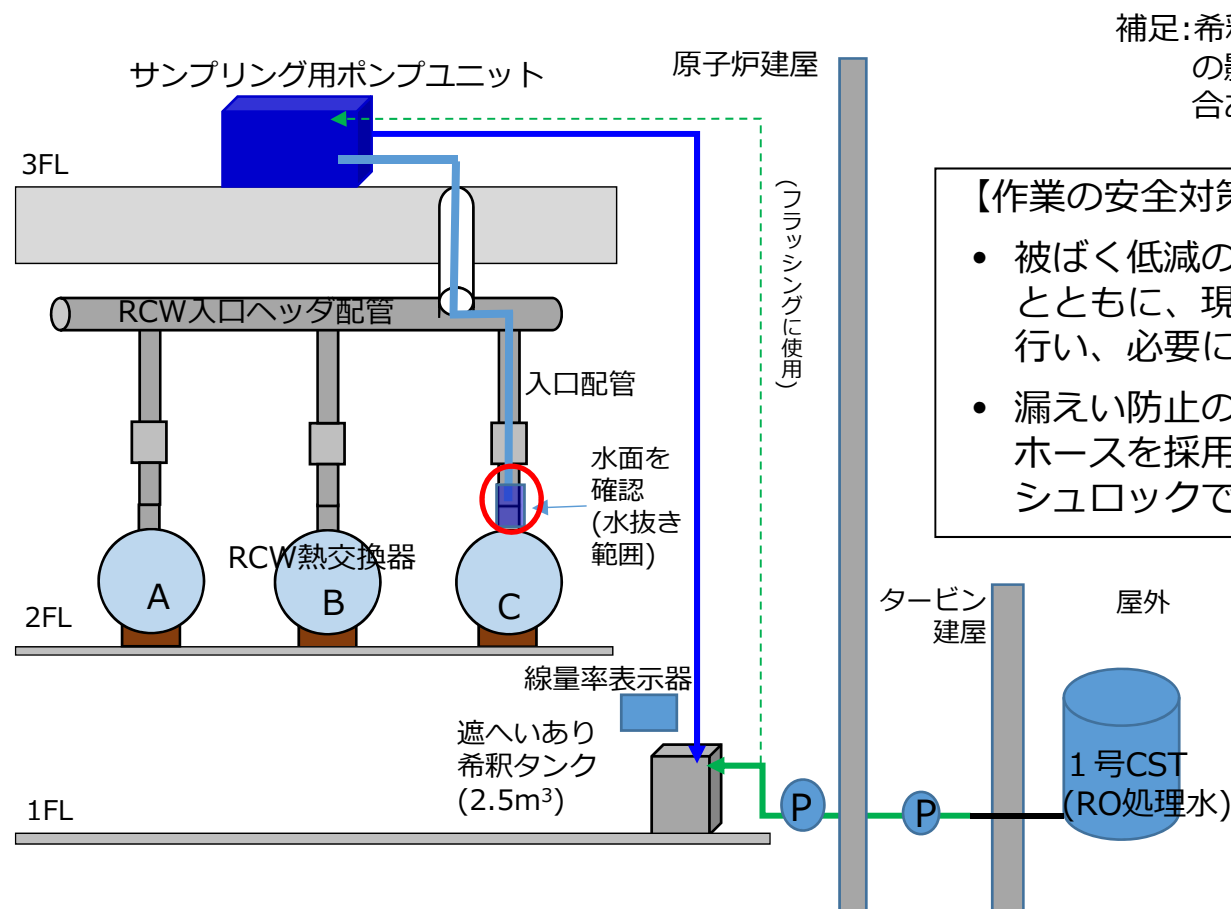 補足:希釈
の影
合
サンプリング用ポンプユニット
原子炉建屋
3FL
(フラッシングに使用)
【作業の安全対策
• 被ばく低減の
とともに、現
行い、必要に
• 漏えい防止の
ホースを採用
シュロックで
RCW入口ヘッダ配管
入口配管
水面を
確認
(水抜き
範囲)
RCW熱交換器
A
B
C
2FL
タービン
建屋
屋外
線量率表示器
遮へいあり
希釈タンク
(2.5m³)
1FL
P
P
1号CST
(RO処理水)